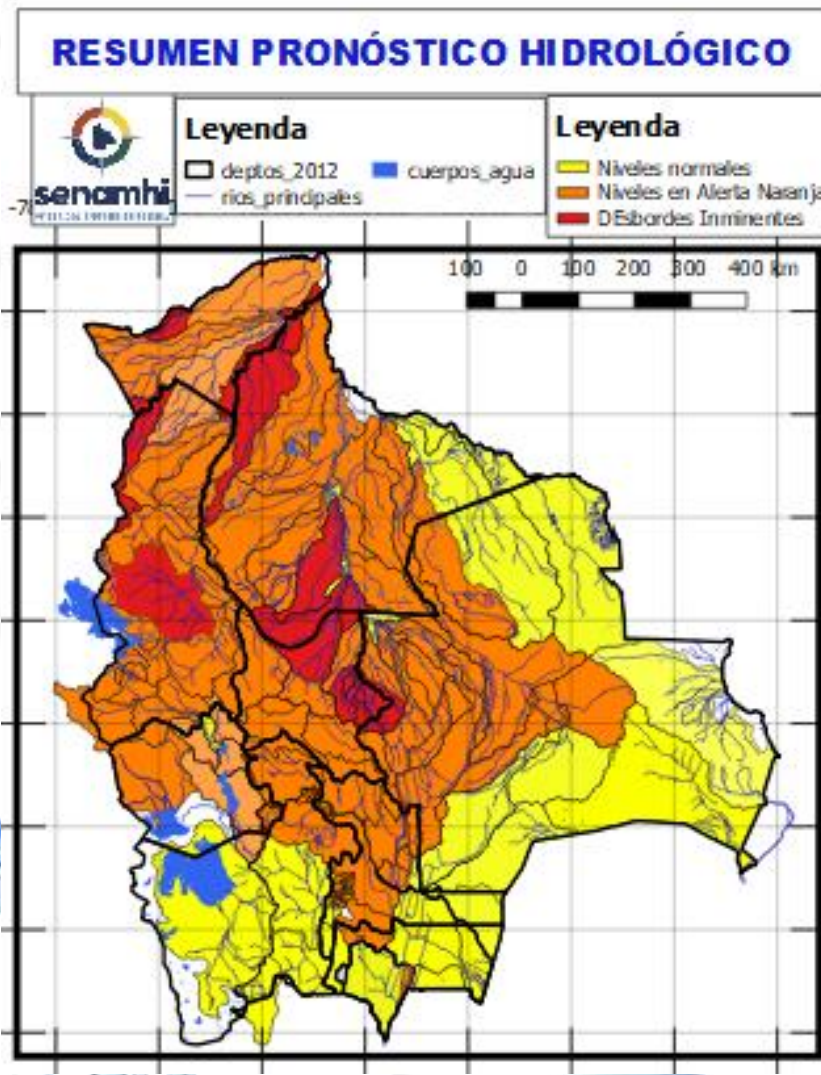 RESUMEN PRONÓSTICO HIDROLÓGICO
Leyenda
deptos_2012
cuerpos_agua
rios_principales
Leyenda
Niveles normales
Niveles en Alerta Naranja
DEsbordes Inminentes
senamhi
100 0 100 200 300 400 km